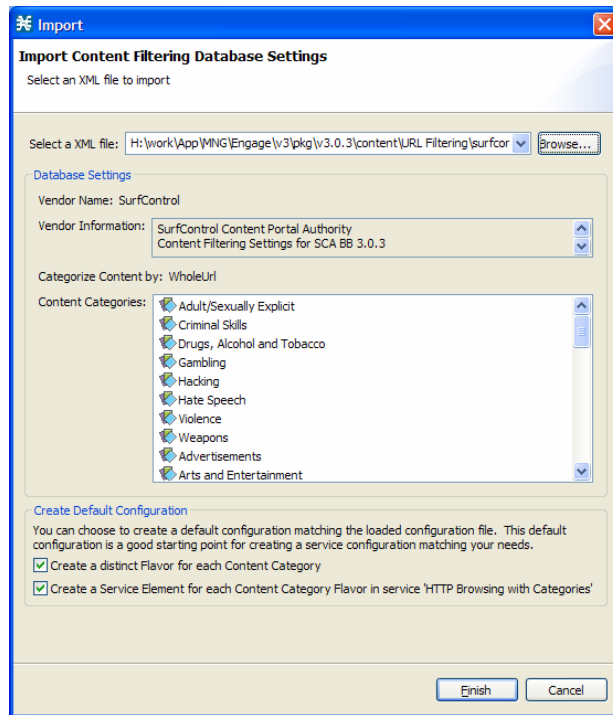 Import
Import Content Filtering Database Settings
Select an XML file to import
Select a XML file: H:\work\App\MNG\Engage\v3\pkg\v3.0.3\content\URL Filtering\surfcor Browse...
Database Settings
Vendor Name: SurfControl
Vendor Information: SurfControl Content Portal Authority
Content Filtering Settings for SCA BB 3.0.3
Categorize Content by: WholeUrl
Content Categories: Adult/Sexually Explicit
Criminal Skills
Drugs, Alcohol and Tobacco
Gambling
Hacking
Hate Speech
Violence
Weapons
Advertisements
Arts and Entertainment
Create Default Configuration
You can choose to create a default configuration matching the loaded configuration file. This default
configuration is a good starting point for creating a service configuration matching your needs.
Create a distinct Flavor for each Content Category
Create a Service Element for each Content Category Flavor in service 'HTTP Browsing with Categories'
Finish Cancel